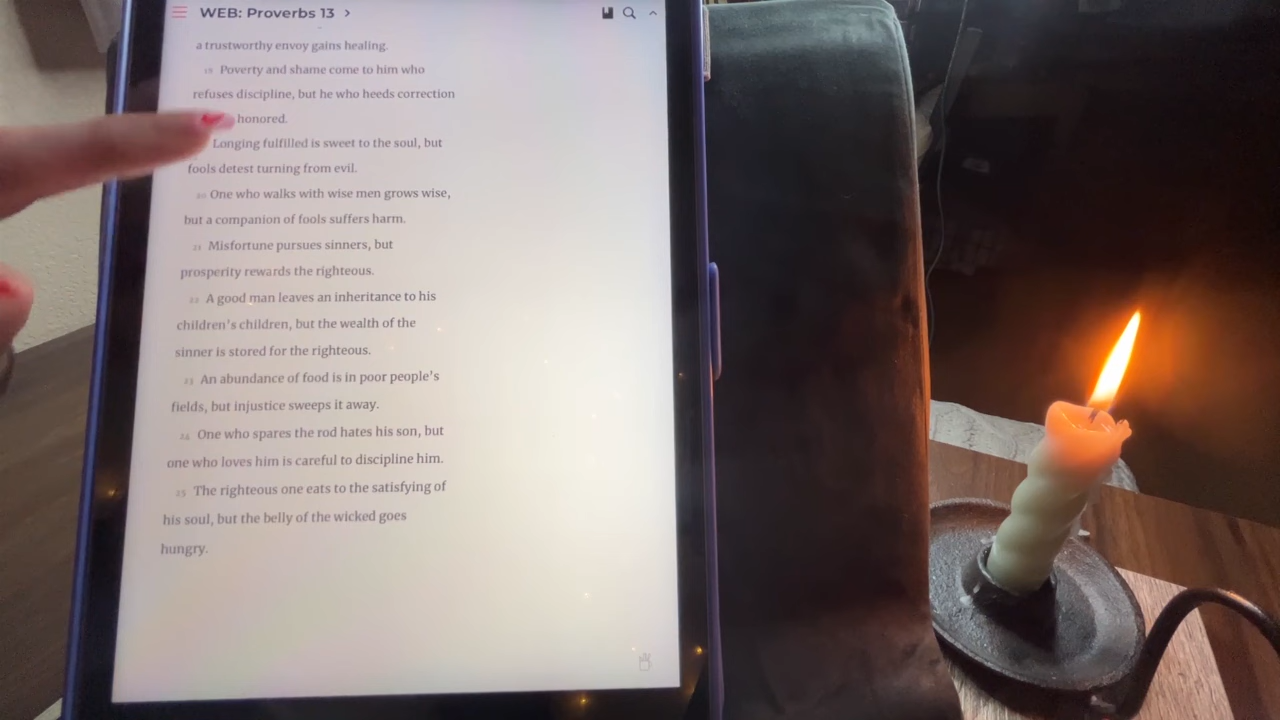 WEB: Proverbs 13
a trustworthy envoy gains healing.
Poverty and shame come to him who
refuses discipline, but he who heeds correction
honored.
Longing fulfilled is sweet to the soul, but
fools detest turning from evil.
20 One who walks with wise men grows wise,
but a companion of fools suffers harm.
21 Misfortune pursues sinners, but
prosperity rewards the righteous.
22 A good man leaves an inheritance to his
children's children, but the wealth of the
sinner is stored for the righteous.
23 An abundance of food is in poor people's
fields, but injustice sweeps it away.
24 One who spares the rod hates his son, but
one who loves him is careful to discipline him.
25 The righteous one eats to the satisfying of
his soul, but the belly of the wicked goes
hungry.